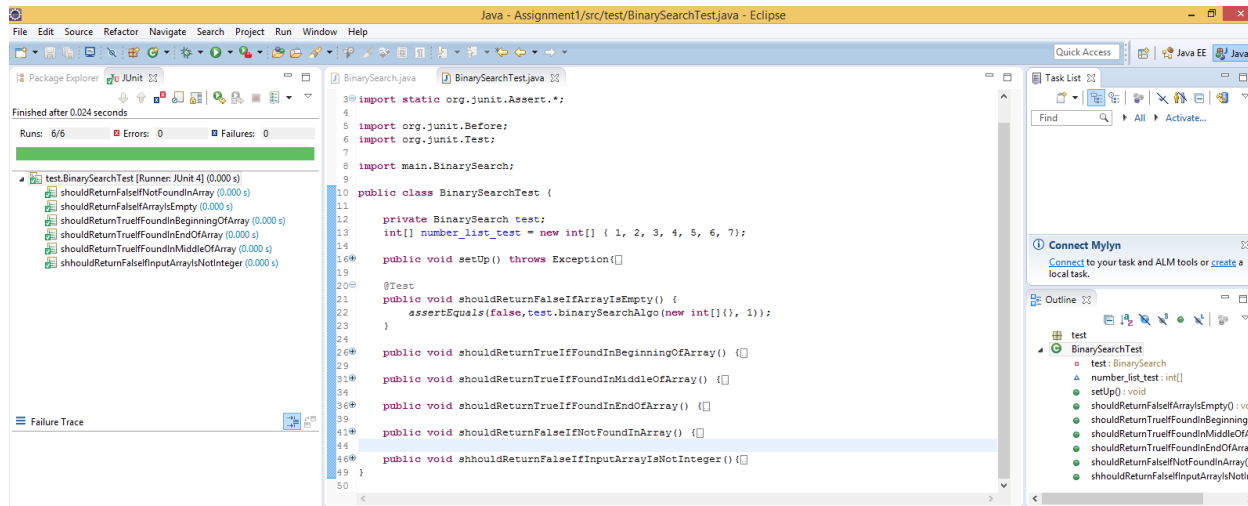 Java - Assignment1/src/test/BinarySearchTest.java - Eclipse
File Edit Source Refactor Navigate Search Project Run Window Help
Quick Access
Java EE
Java
Package Explorer
JUnit
Finished after 0.024 seconds
Runs: 6/6
Errors: 0
Failures: 0
test.BinarySearchTest [Runner: JUnit 4] (0.000 s)
shouldReturnFalseIfNotFoundInArray (0.000 s)
shouldReturnFalseIfArrayIsEmpty (0.000 s)
shouldReturnTrueIfFoundInBeginningOfArray (0.000 s)
shouldReturnTrueIfFoundInEndOfArray (0.000 s)
shouldReturnTrueIfFoundInMiddleOfArray (0.000 s)
shhouldReturnFalseIfInputArrayIsNotInteger (0.000 s)
Failure Trace
BinarySearch.java
BinarySearchTest.java
3 import static org.junit.Assert.*;
4
5 import org.junit.Before;
6 import org.junit.Test;
7
8 import main.BinarySearch;
9
10 public class BinarySearchTest {
11
12 private BinarySearch test;
13 int[] number_list_test = new int[] { 1, 2, 3, 4, 5, 6, 7};
14
16 public void setUp() throws Exception{
19
20 @Test
21 public void shouldReturnFalseIfArrayIsEmpty() {
22 assertEquals(false,test.binarySearchAlgo(new int[]{}, 1));
23 }
24
26 public void shouldReturnTrueIfFoundInBeginningOfArray() {
29
31 public void shouldReturnTrueIfFoundInMiddleOfArray() {
34
36 public void shouldReturnTrueIfFoundInEndOfArray() {
39
41 public void shouldReturnFalseIfNotFoundInArray() {
44
46 public void shhouldReturnFalseIfInputArrayIsNotInteger(){
49 }
50
Task List
Find
All
Activate...
Connect Mylyn
Connect to your task and ALM tools or create a
local task.
Outline
test
BinarySearchTest
test : BinarySearch
number_list_test : int[]
setUp() : void
shouldReturnFalseIfArrayIsEmpty() : vo
shouldReturnTrueIfFoundInBeginning
shouldReturnTrueIfFoundInMiddleOfA
shouldReturnTrueIfFoundInEndOfArra
shouldReturnFalseIfNotFoundInArray(
shhouldReturnFalseIfInputArrayIsNotIn